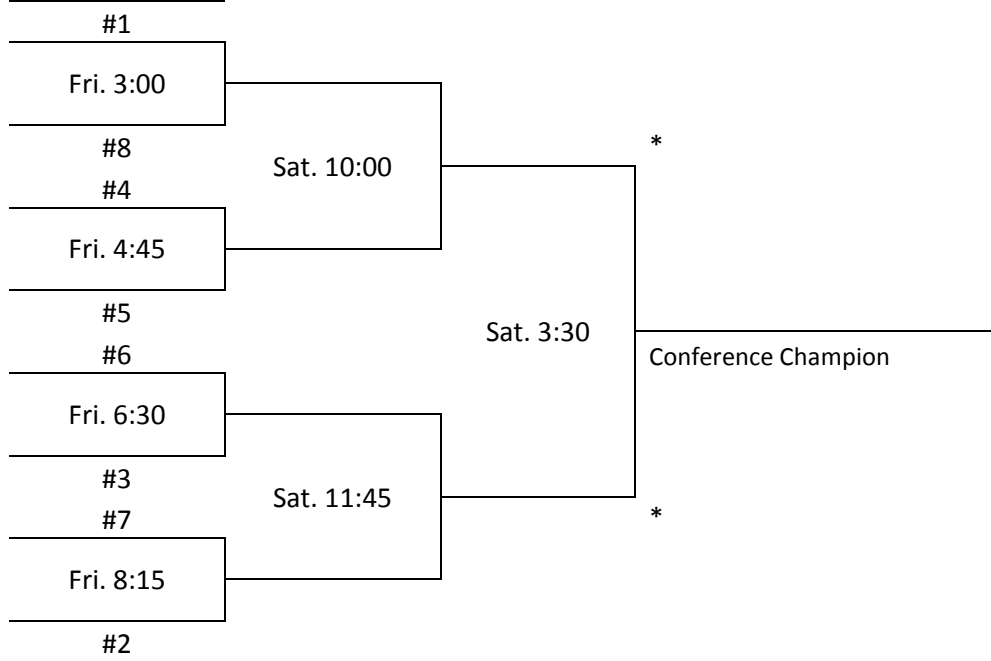 #1
Fri. 3:00
*
#8
Sat. 10:00
#4
Fri. 4:45
#5
Sat. 3:30
#6
Conference Champion
Fri. 6:30
#3
Sat. 11:45
#7
*
Fri. 8:15
#2